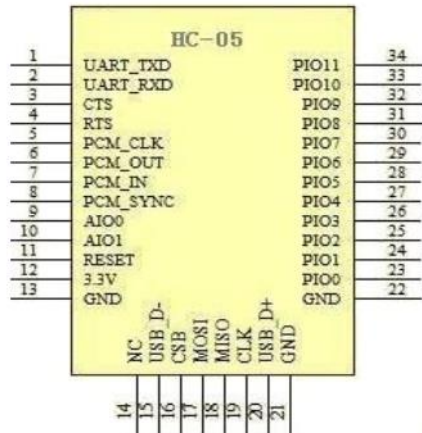 HC-05
1 UART_TXD PIO11 34
2 UART_RXD PIO10 33
3 CTS PIO9 32
4 RTS PIO8 31
5 PCM_CLK PIO7 30
6 PCM_OUT PIO6 29
7 PCM_IN PIO5 28
8 PCM_SYNC PIO4 27
9 AIO0 PIO3 26
10 AIO1 PIO2 25
11 RESET PIO1 24
12 3.3V PIO0 23
13 GND GND 22
NC
USB_D-
CSB
MOSI
MISO
CLK
USB_D+
GND
14
15
16
17
18
19
20
21